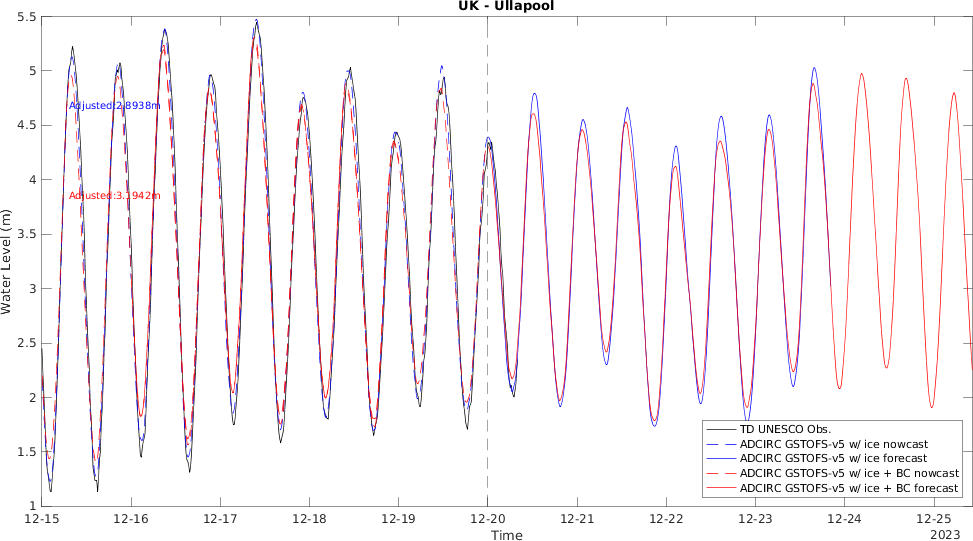 UK - Ullapool
5.5
5
4.5
4
3.5
3
2.5
2
1.5
1
Water Level (m)
Adjusted:2.8938m
Adjusted:3.1942m
TD UNESCO Obs.
ADCIRC GSTOFS-v5 w/ ice nowcast
ADCIRC GSTOFS-v5 w/ ice forecast
ADCIRC GSTOFS-v5 w/ ice + BC nowcast
ADCIRC GSTOFS-v5 w/ ice + BC forecast
12-15 12-16 12-17 12-18 12-19 12-20 12-21 12-22 12-23 12-24 12-25
2023
Time